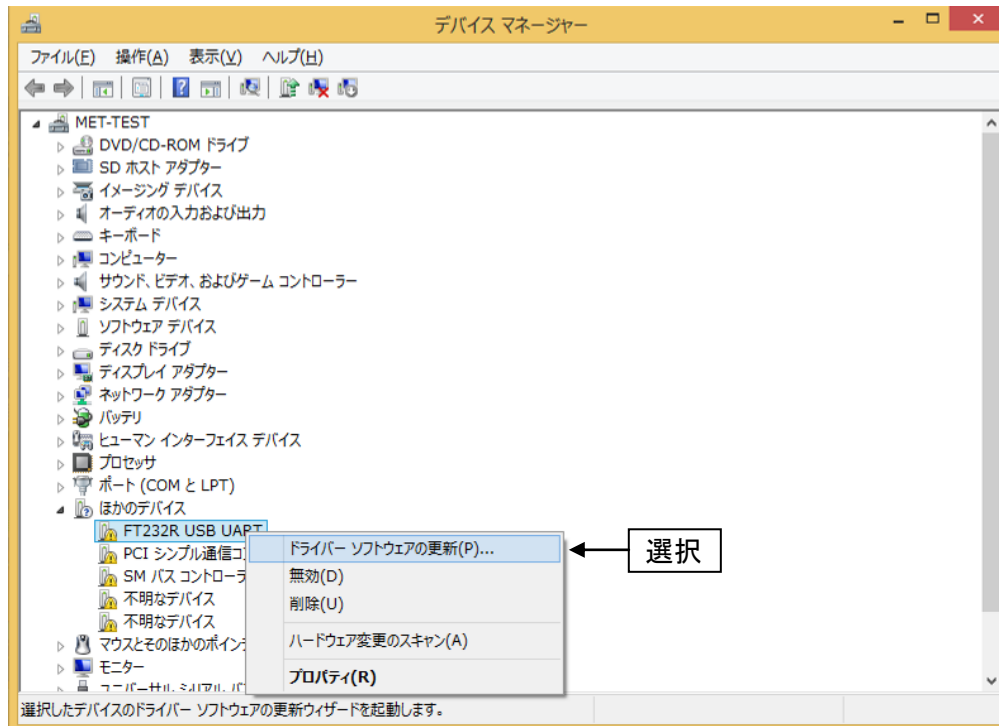 デバイス マネージャー
ファイル(F) 操作(A) 表示(V) ヘルプ(H)
MET-TEST
DVD/CD-ROM ドライブ
SD ホスト アダプター
イメージング デバイス
オーディオの入力および出力
キーボード
コンピューター
サウンド、ビデオ、およびゲーム コントローラー
システム デバイス
ソフトウェア デバイス
ディスク ドライブ
ディスプレイ アダプター
ネットワーク アダプター
バッテリ
ヒューマン インターフェイス デバイス
プロセッサ
ポート (COM と LPT)
ほかのデバイス
FT232R USB UART
ドライバー ソフトウェアの更新(P)...
選択
PCI シンプル通信コ
SM バス コントローラ
無効(D)
不明なデバイス
削除(U)
不明なデバイス
マウスとそのほかのポインテ
ハードウェア変更のスキャン(A)
モニター
プロパティ(R)
ユニバーサル シリアル バ
選択したデバイスのドライバー ソフトウェアの更新ウィザードを起動します。